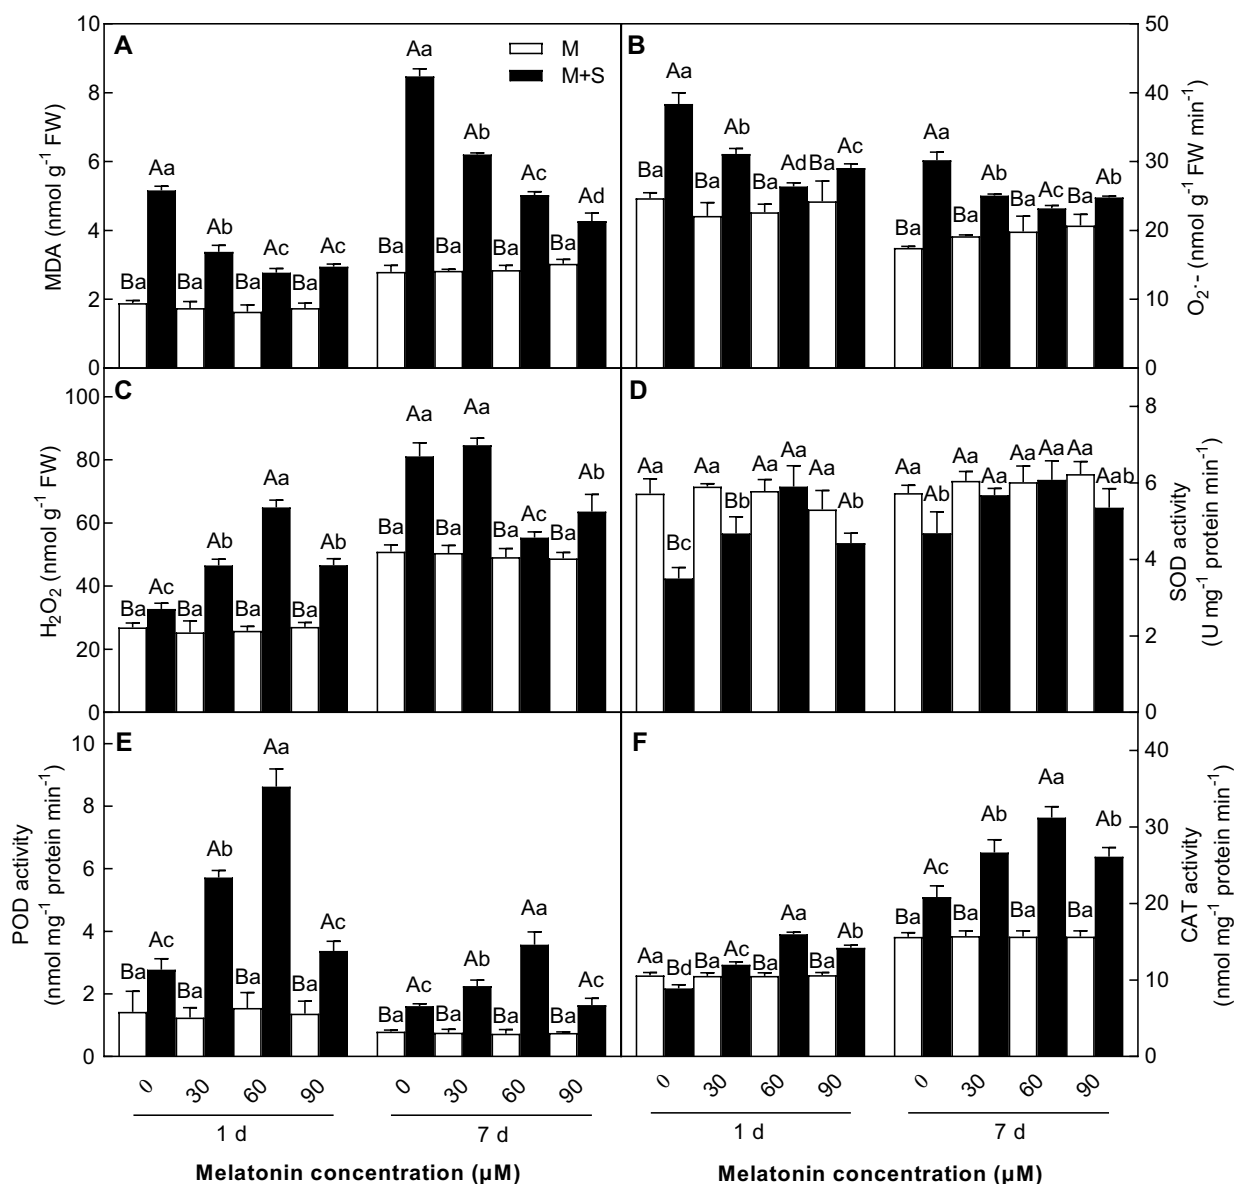 A
B
M
M+S
10
8
6
4
2
0
MDA (nmol g⁻¹ FW)
Ba Aa Ba Ab Ba Ac Ba Ac
Ba Aa Ba Ab Ba Ac Ba Ad
Ba Aa Ba Ab Ba Ad Ba Ac
Ba Aa Ba Ab Ba Ac Ba Ab
50
40
30
20
10
0
O₂·- (nmol g⁻¹ FW min⁻¹)
C
D
100
80
60
40
20
0
H₂O₂ (nmol g⁻¹ FW)
Ba Ac Ba Ab Ba Aa Ba Ab
Ba Aa Ba Aa Ba Ac Ba Ab
Aa Bc Aa Bb Aa Aa Aa Ab
Aa Ab Aa Aa Aa Aa Aa Aab
8
6
4
2
0
SOD activity
(U mg⁻¹ protein min⁻¹)
E
F
10
8
6
4
2
0
POD activity
(nmol mg⁻¹ protein min⁻¹)
Ba Ac Ba Ab Ba Aa Ba Ac
Ba Ac Ba Ab Ba Aa Ba Ac
Aa Bd Ba Ac Ba Aa Ba Ab
Ba Ac Ba Ab Ba Aa Ba Ab
40
30
20
10
0
CAT activity
(nmol mg⁻¹ protein min⁻¹)
0 30 60 90 0 30 60 90 0 30 60 90 0 30 60 90
1 d 7 d 1 d 7 d
Melatonin concentration (μM) Melatonin concentration (μM)